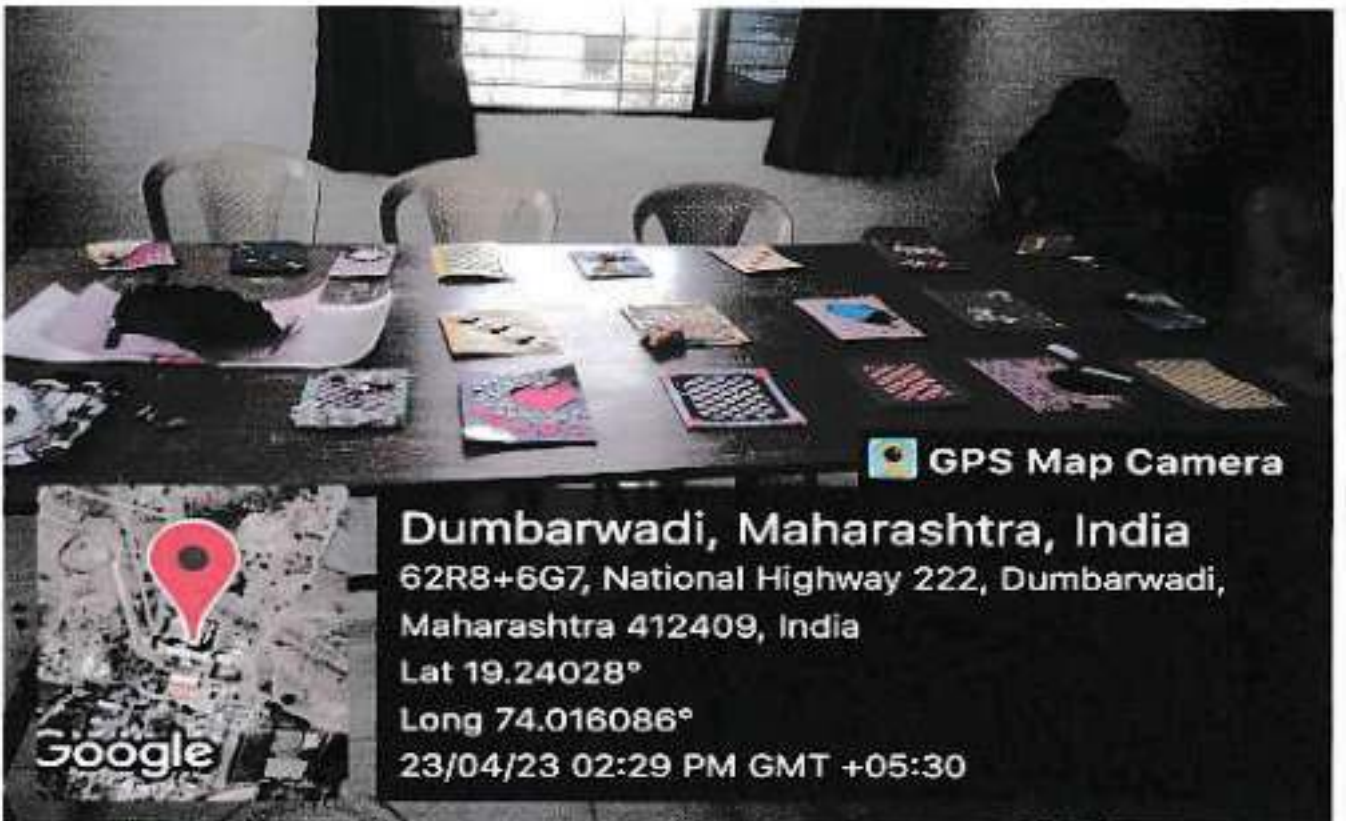 GPS Map Camera
Dumbarwadi, Maharashtra, India
62R8+6G7, National Highway 222, Dumbarwadi,
Maharashtra 412409, India
Lat 19.24028°
Long 74.016086°
23/04/23 02:29 PM GMT +05:30
Google